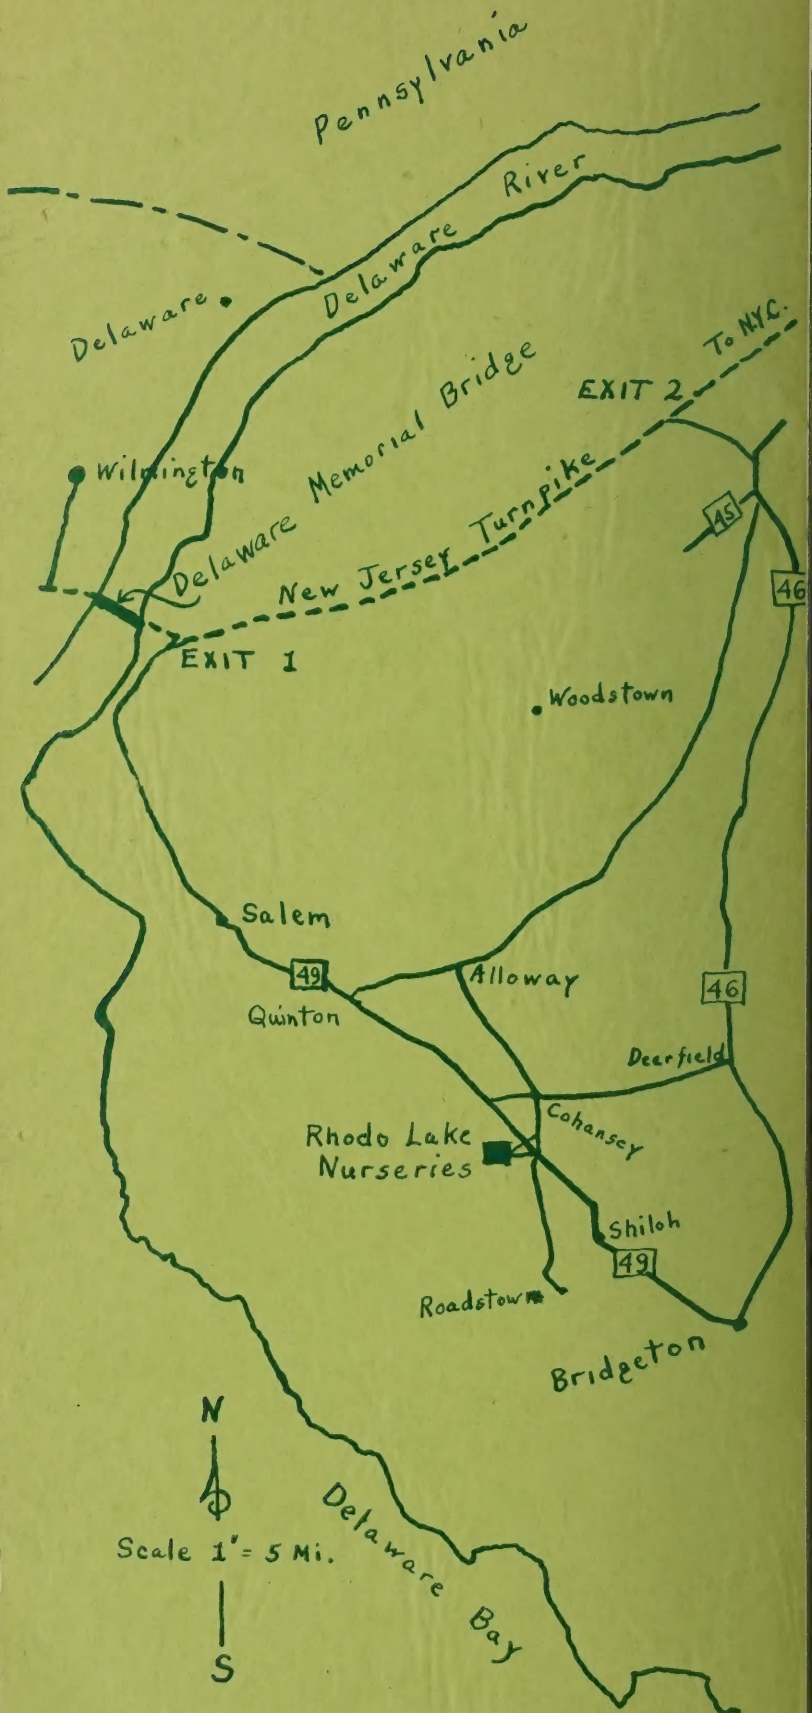 Pennsylvania
Delaware River
Delaware
To N.Y.C.
Delaware Memorial Bridge
EXIT 2
Wilmington
New Jersey Turnpike
45
46
EXIT 1
Woodstown
Salem
49
Alloway
46
Quinton
Deerfield
Cohansey
Rhodo Lake
Nurseries
Shiloh
49
Roadstown
Bridgeton
N
Delaware Bay
Scale 1" = 5 Mi.
S